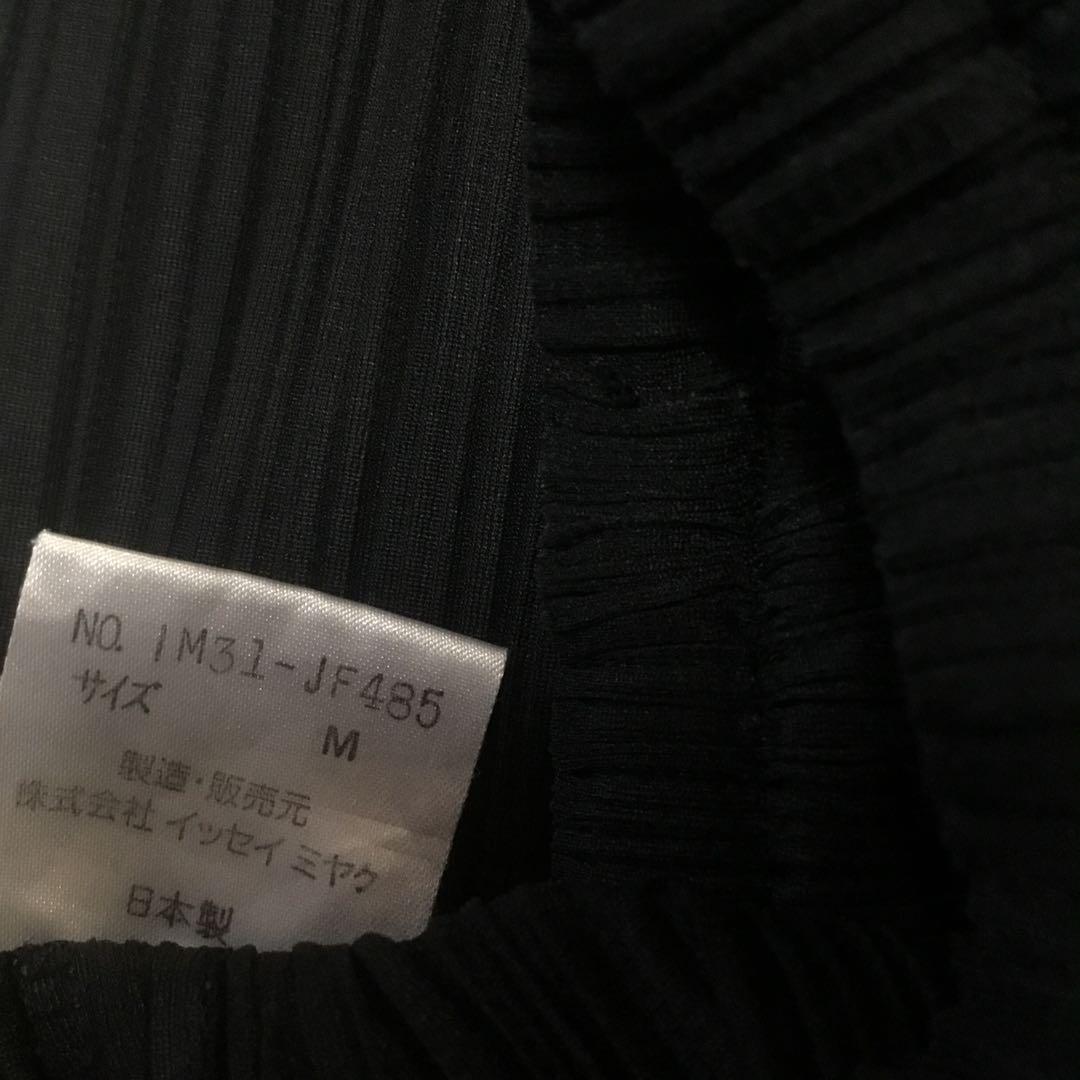 NO. IM31-JF485
サイズ
M
製造・販売元
株式会社 イッセイ ミヤケ
日本製